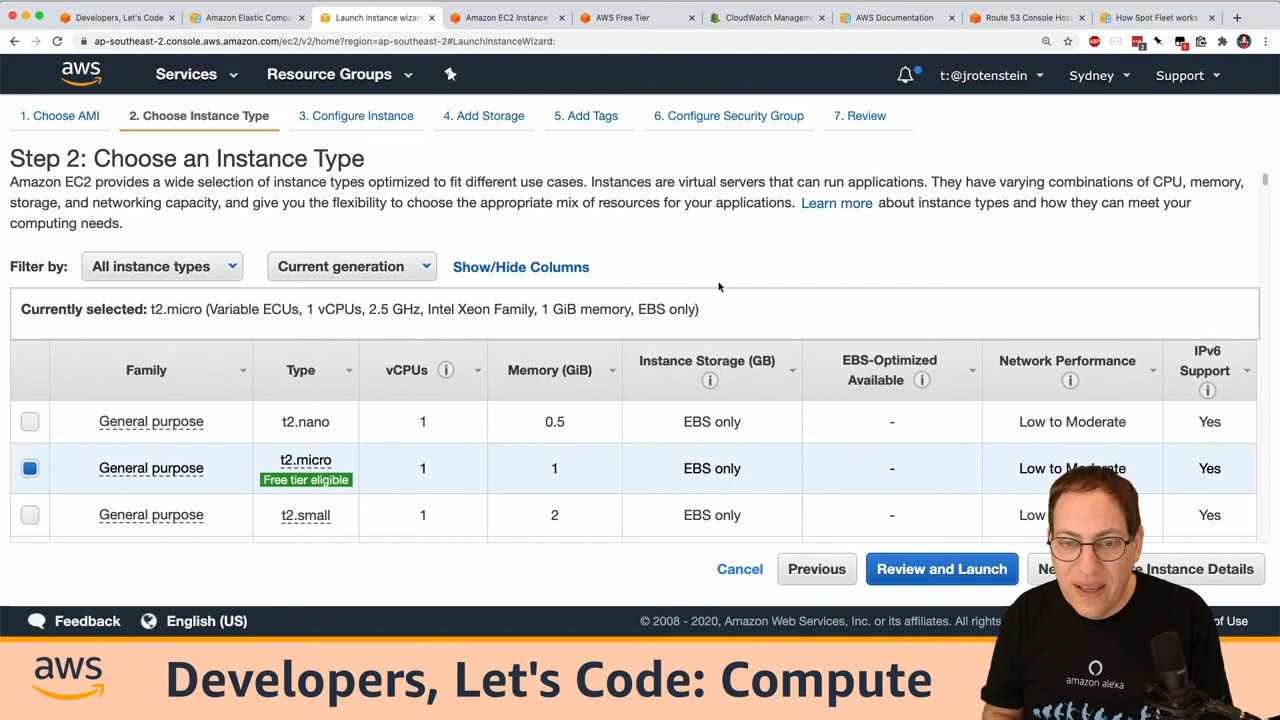 Developers, Let's Code
Amazon Elastic Compu
Launch instance wizar
Amazon EC2 Instance
AWS Free Tier
CloudWatch Managem
AWS Documentation
Route 53 Console Hos
How Spot Fleet works
ap-southeast-2.console.aws.amazon.com/ec2/v2/home?region=ap-southeast-2#LaunchInstanceWizard:
aws Services Resource Groups t:@jrotenstein Sydney Support
1. Choose AMI 2. Choose Instance Type 3. Configure Instance 4. Add Storage 5. Add Tags 6. Configure Security Group 7. Review
Step 2: Choose an Instance Type
Amazon EC2 provides a wide selection of instance types optimized to fit different use cases. Instances are virtual servers that can run applications. They have varying combinations of CPU, memory,
storage, and networking capacity, and give you the flexibility to choose the appropriate mix of resources for your applications. Learn more about instance types and how they can meet your
computing needs.
Filter by: All instance types Current generation Show/Hide Columns
Currently selected: t2.micro (Variable ECUs, 1 vCPUs, 2.5 GHz, Intel Xeon Family, 1 GiB memory, EBS only)
Family Type vCPUs Memory (GiB) Instance Storage (GB) EBS-Optimized Available Network Performance IPv6 Support
General purpose t2.nano 1 0.5 EBS only - Low to Moderate Yes
General purpose t2.micro 1 1 EBS only - Low to Moderate Yes
Free tier eligible
General purpose t2.small 1 2 EBS only - Low Yes
Cancel Previous Review and Launch Instance Details
Feedback English (US) © 2008 - 2020, Amazon Web Services, Inc. or its affiliates. All rights of Use
aws Developers, Let's Code: Compute
amazon alexa